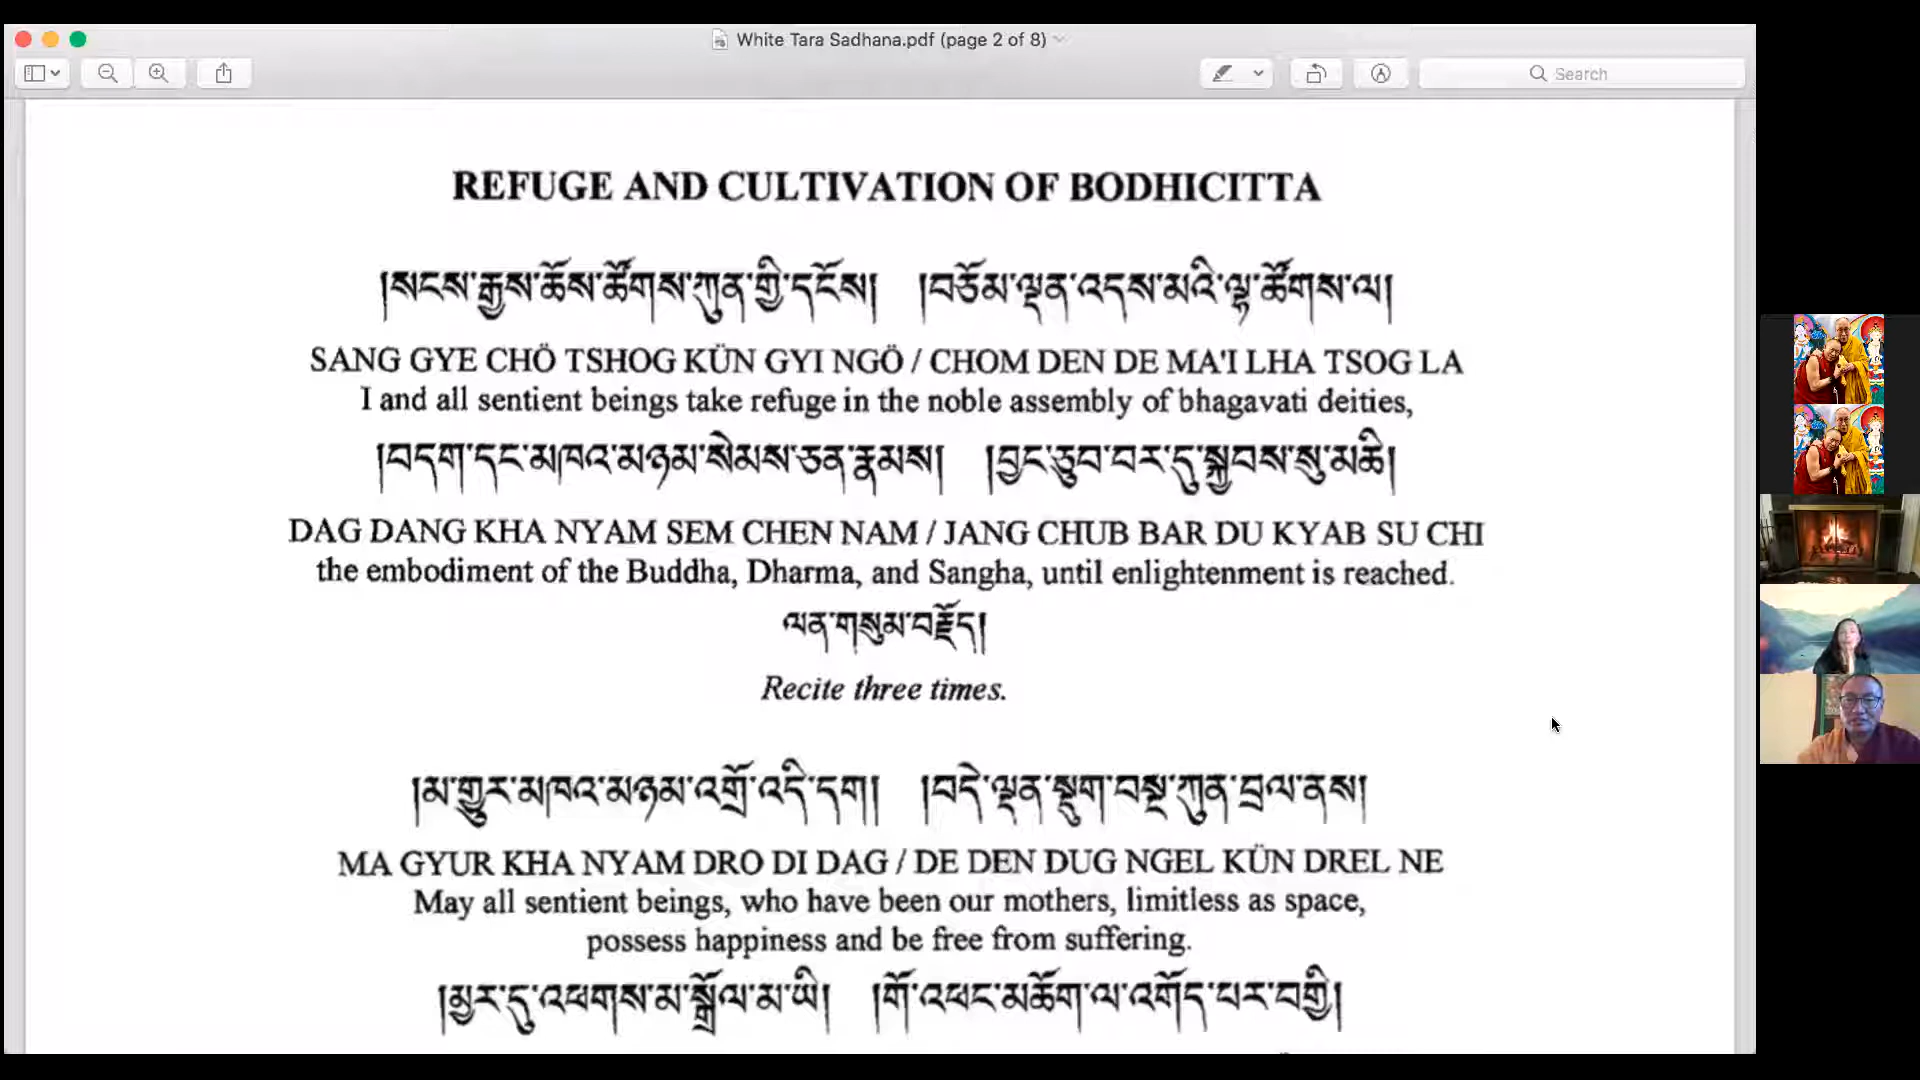 White Tara Sadhana.pdf (page 2 of 8)
Search
REFUGE AND CULTIVATION OF BODHICITTA
།སངས་རྒྱས་ཆོས་ཚོགས་ཀུན་གྱི་དངོས། །བཅོམ་ལྡན་འདས་མའི་ལྷ་ཚོགས་ལ།
SANG GYE CHÖ TSHOG KÜN GYI NGÖ / CHOM DEN DE MA'I LHA TSOG LA
I and all sentient beings take refuge in the noble assembly of bhagavati deities,
།བདག་དང་མཁའ་མཉམ་སེམས་ཅན་རྣམས། །བྱང་ཅུབ་བར་དུ་སྐྱབས་སུ་མཆི།
DAG DANG KHA NYAM SEM CHEN NAM / JANG CHUB BAR DU KYAB SU CHI
the embodiment of the Buddha, Dharma, and Sangha, until enlightenment is reached.
ལན་གསུམ་བརྗོད།
Recite three times.
།མ་གྱུར་མཁའ་མཉམ་འགྲོ་འདི་དག། །བདེ་ལྡན་སྡུག་བསྔ་ཀུན་བྲལ་ནས།
MA GYUR KHA NYAM DRO DI DAG / DE DEN DUG NGEL KÜN DREL NE
May all sentient beings, who have been our mothers, limitless as space,
possess happiness and be free from suffering.
།མྱུར་དུ་འཕགས་མ་སྒྲོལ་མ་ཡི། །གོ་འཕང་མཆོག་ལ་འགོད་པར་བགྱི།